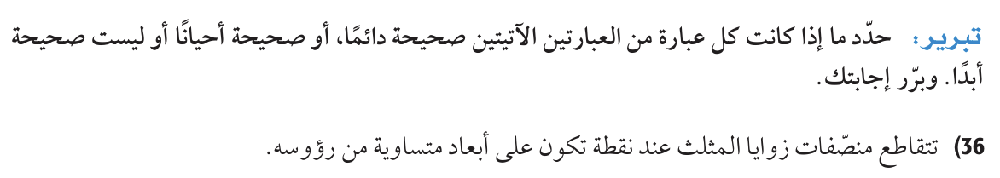 تبرير: حدّد ما إذا كانت كل عبارة من العبارتين الآتيتين صحيحة دائمًا، أو صحيحة أحيانًا أو ليست صحيحة
أبدًا. وبرّر إجابتك.
36) تتقاطع منصّفات زوايا المثلث عند نقطة تكون على أبعاد متساوية من رؤوسه.